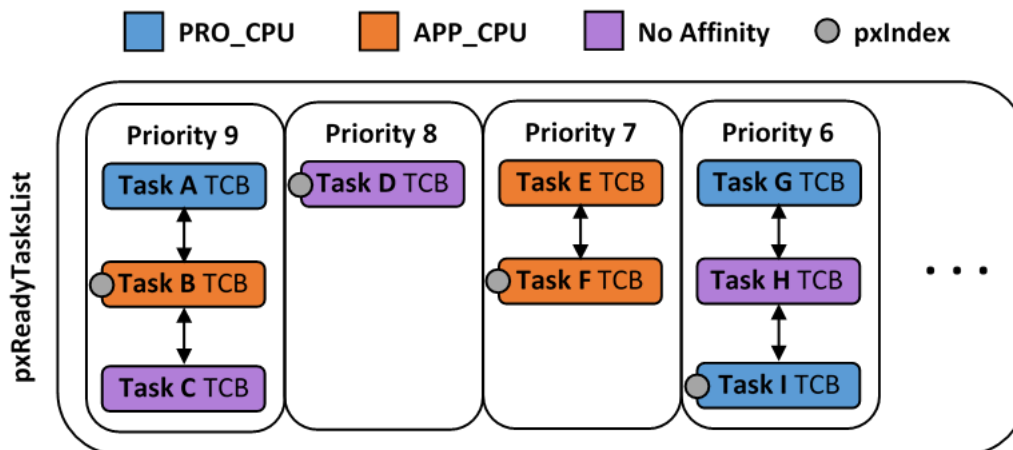 PRO_CPU
APP_CPU
No Affinity
pxIndex
pxReadyTasksList
Priority 9
Task A TCB
Task B TCB
Task C TCB
Priority 8
Task D TCB
Priority 7
Task E TCB
Task F TCB
Priority 6
Task G TCB
Task H TCB
Task I TCB
...